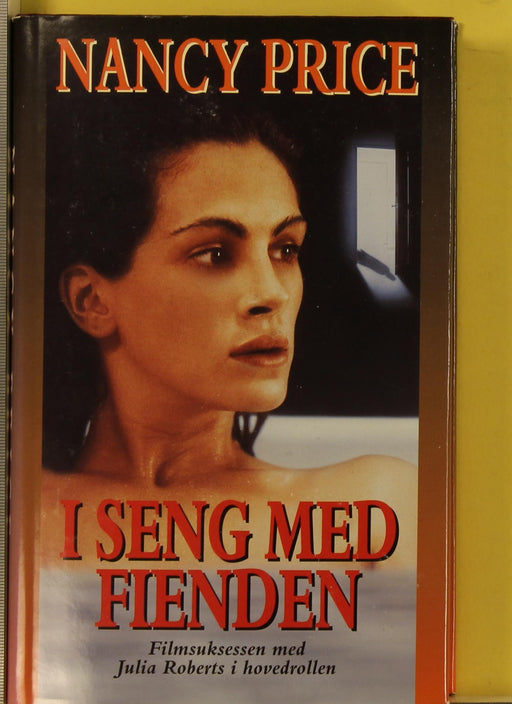 NANCY PRICE
I SENG MED
FIENDEN
Filmsuksessen med
Julia Roberts i hovedrollen